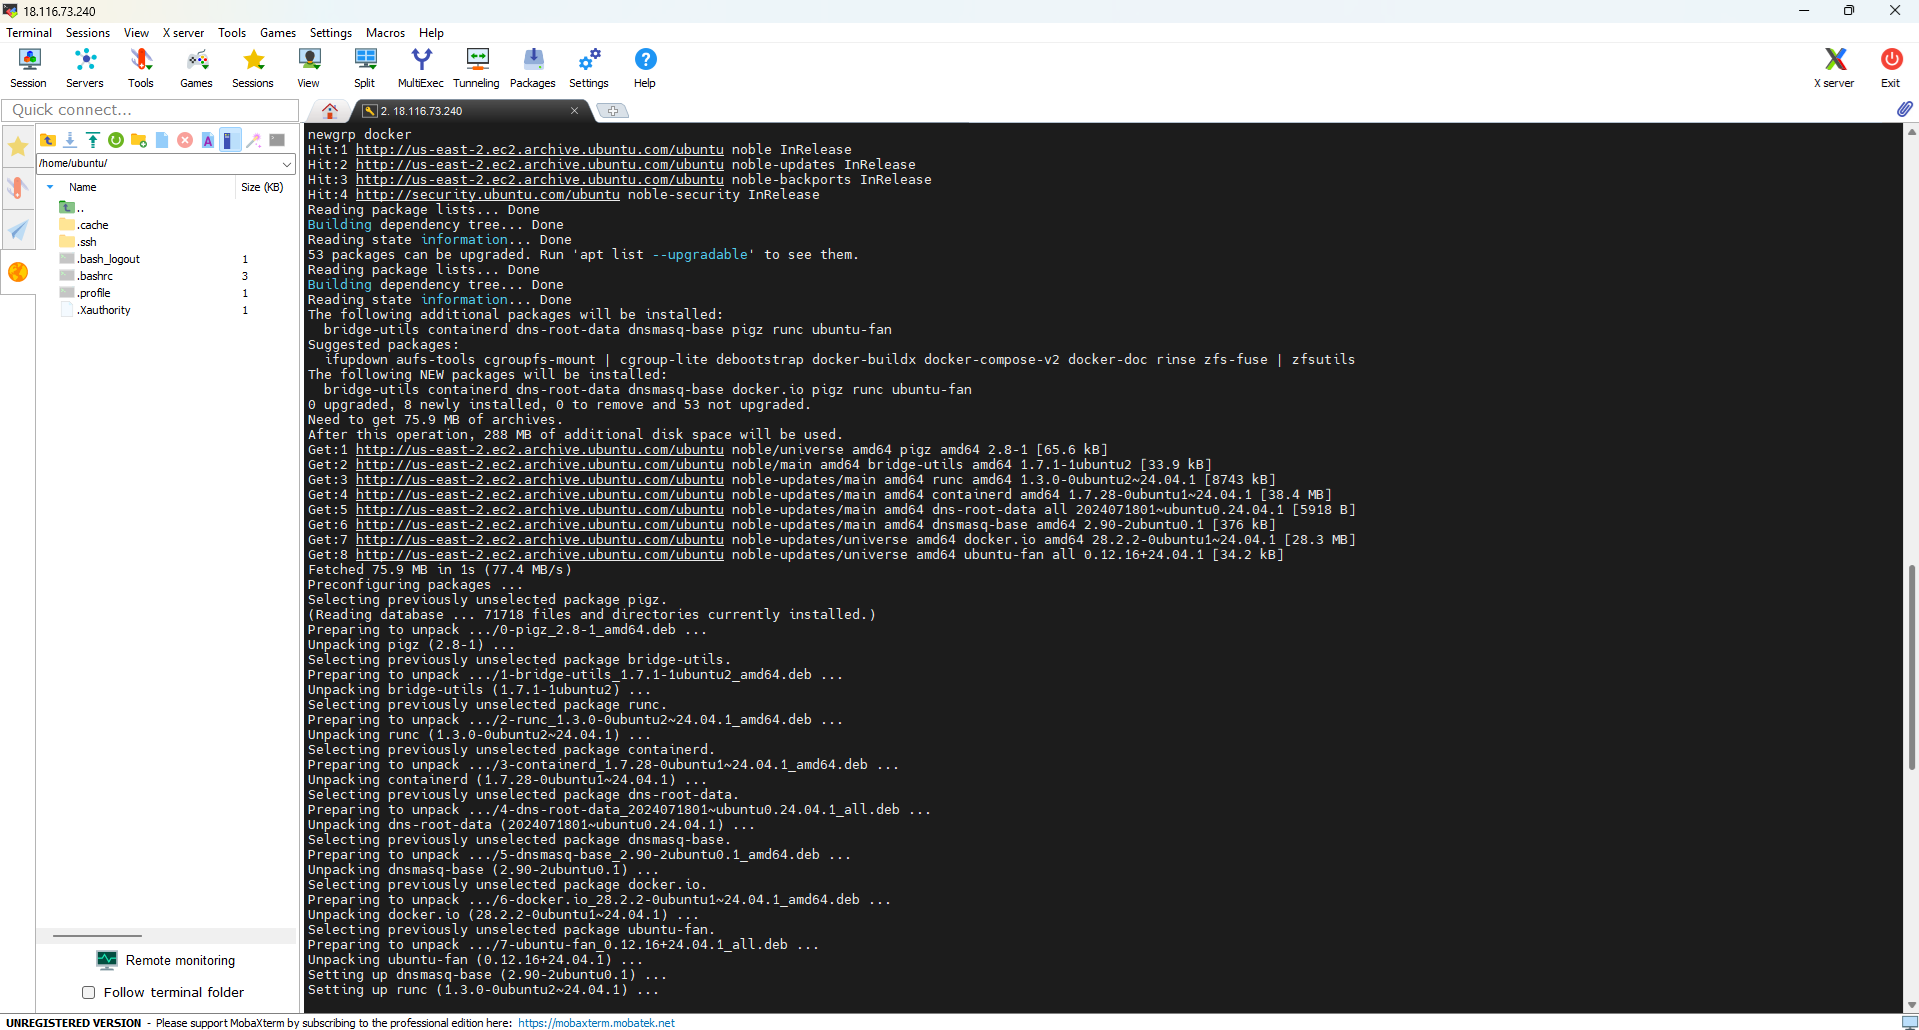 18.116.73.240
Terminal Sessions View X server Tools Games Settings Macros Help
Session Servers Tools Games Sessions View Split MultiExec Tunneling Packages Settings Help X server Exit
Quick connect...
2. 18.116.73.240
/home/ubuntu/
Name Size (KB)
..
.cache
.ssh
.bash_logout 1
.bashrc 3
.profile 1
.Xauthority 1
Remote monitoring
Follow terminal folder
newgrp docker
Hit:1 http://us-east-2.ec2.archive.ubuntu.com/ubuntu noble InRelease
Hit:2 http://us-east-2.ec2.archive.ubuntu.com/ubuntu noble-updates InRelease
Hit:3 http://us-east-2.ec2.archive.ubuntu.com/ubuntu noble-backports InRelease
Hit:4 http://security.ubuntu.com/ubuntu noble-security InRelease
Reading package lists... Done
Building dependency tree... Done
Reading state information... Done
53 packages can be upgraded. Run 'apt list --upgradable' to see them.
Reading package lists... Done
Building dependency tree... Done
Reading state information... Done
The following additional packages will be installed:
  bridge-utils containerd dns-root-data dnsmasq-base pigz runc ubuntu-fan
Suggested packages:
  ifupdown aufs-tools cgroupfs-mount | cgroup-lite debootstrap docker-buildx docker-compose-v2 docker-doc rinse zfs-fuse | zfsutils
The following NEW packages will be installed:
  bridge-utils containerd dns-root-data dnsmasq-base docker.io pigz runc ubuntu-fan
0 upgraded, 8 newly installed, 0 to remove and 53 not upgraded.
Need to get 75.9 MB of archives.
After this operation, 288 MB of additional disk space will be used.
Get:1 http://us-east-2.ec2.archive.ubuntu.com/ubuntu noble/universe amd64 pigz amd64 2.8-1 [65.6 kB]
Get:2 http://us-east-2.ec2.archive.ubuntu.com/ubuntu noble/main amd64 bridge-utils amd64 1.7.1-1ubuntu2 [33.9 kB]
Get:3 http://us-east-2.ec2.archive.ubuntu.com/ubuntu noble-updates/main amd64 runc amd64 1.3.0-0ubuntu2~24.04.1 [8743 kB]
Get:4 http://us-east-2.ec2.archive.ubuntu.com/ubuntu noble-updates/main amd64 containerd amd64 1.7.28-0ubuntu1~24.04.1 [38.4 MB]
Get:5 http://us-east-2.ec2.archive.ubuntu.com/ubuntu noble-updates/main amd64 dns-root-data all 2024071801~ubuntu0.24.04.1 [5918 B]
Get:6 http://us-east-2.ec2.archive.ubuntu.com/ubuntu noble-updates/main amd64 dnsmasq-base amd64 2.90-2ubuntu0.1 [376 kB]
Get:7 http://us-east-2.ec2.archive.ubuntu.com/ubuntu noble-updates/universe amd64 docker.io amd64 28.2.2-0ubuntu1~24.04.1 [28.3 MB]
Get:8 http://us-east-2.ec2.archive.ubuntu.com/ubuntu noble-updates/universe amd64 ubuntu-fan all 0.12.16+24.04.1 [34.2 kB]
Fetched 75.9 MB in 1s (77.4 MB/s)
Preconfiguring packages ...
Selecting previously unselected package pigz.
(Reading database ... 71718 files and directories currently installed.)
Preparing to unpack .../0-pigz_2.8-1_amd64.deb ...
Unpacking pigz (2.8-1) ...
Selecting previously unselected package bridge-utils.
Preparing to unpack .../1-bridge-utils_1.7.1-1ubuntu2_amd64.deb ...
Unpacking bridge-utils (1.7.1-1ubuntu2) ...
Selecting previously unselected package runc.
Preparing to unpack .../2-runc_1.3.0-0ubuntu2~24.04.1_amd64.deb ...
Unpacking runc (1.3.0-0ubuntu2~24.04.1) ...
Selecting previously unselected package containerd.
Preparing to unpack .../3-containerd_1.7.28-0ubuntu1~24.04.1_amd64.deb ...
Unpacking containerd (1.7.28-0ubuntu1~24.04.1) ...
Selecting previously unselected package dns-root-data.
Preparing to unpack .../4-dns-root-data_2024071801~ubuntu0.24.04.1_all.deb ...
Unpacking dns-root-data (2024071801~ubuntu0.24.04.1) ...
Selecting previously unselected package dnsmasq-base.
Preparing to unpack .../5-dnsmasq-base_2.90-2ubuntu0.1_amd64.deb ...
Unpacking dnsmasq-base (2.90-2ubuntu0.1) ...
Selecting previously unselected package docker.io.
Preparing to unpack .../6-docker.io_28.2.2-0ubuntu1~24.04.1_amd64.deb ...
Unpacking docker.io (28.2.2-0ubuntu1~24.04.1) ...
Selecting previously unselected package ubuntu-fan.
Preparing to unpack .../7-ubuntu-fan_0.12.16+24.04.1_all.deb ...
Unpacking ubuntu-fan (0.12.16+24.04.1) ...
Setting up dnsmasq-base (2.90-2ubuntu0.1) ...
Setting up runc (1.3.0-0ubuntu2~24.04.1) ...
UNREGISTERED VERSION - Please support MobaXterm by subscribing to the professional edition here: https://mobaxterm.mobatek.net